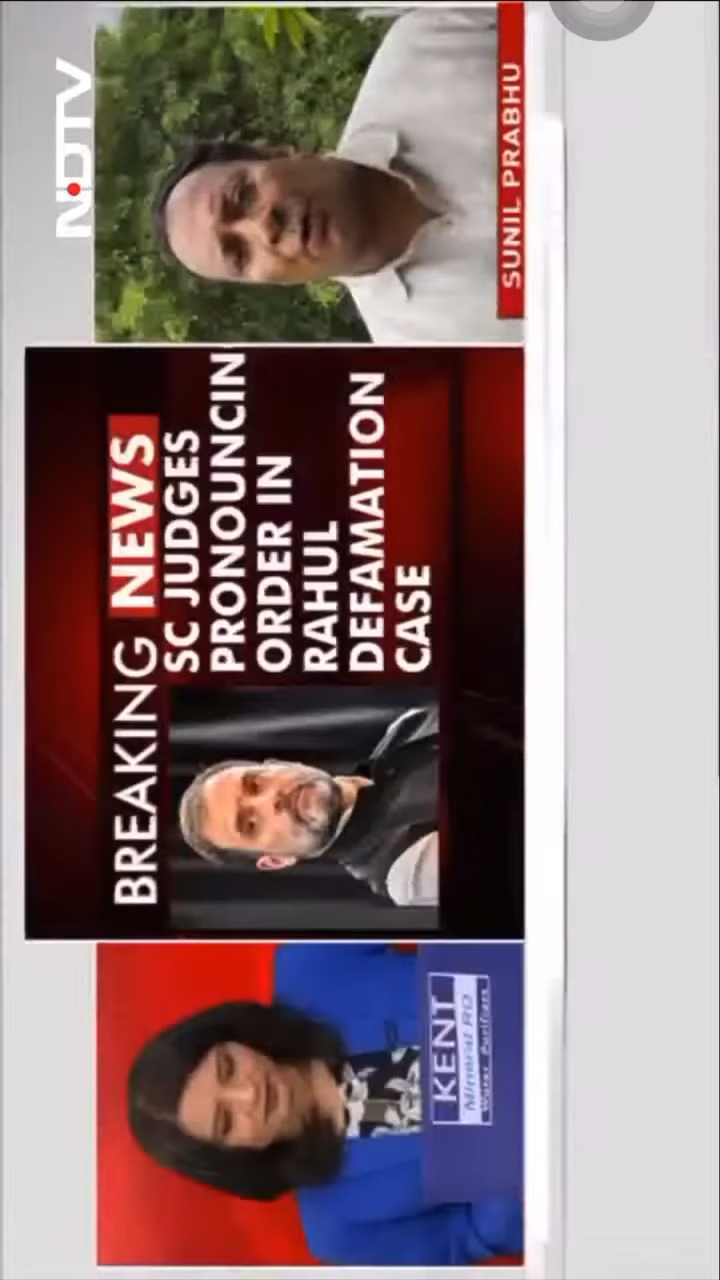 NDTV
BREAKING NEWS
SC JUDGES
PRONOUNCIN
ORDER IN
RAHUL
DEFAMATION
CASE
SUNIL PRABHU
KENT
Mineral RO
Water Purifiers